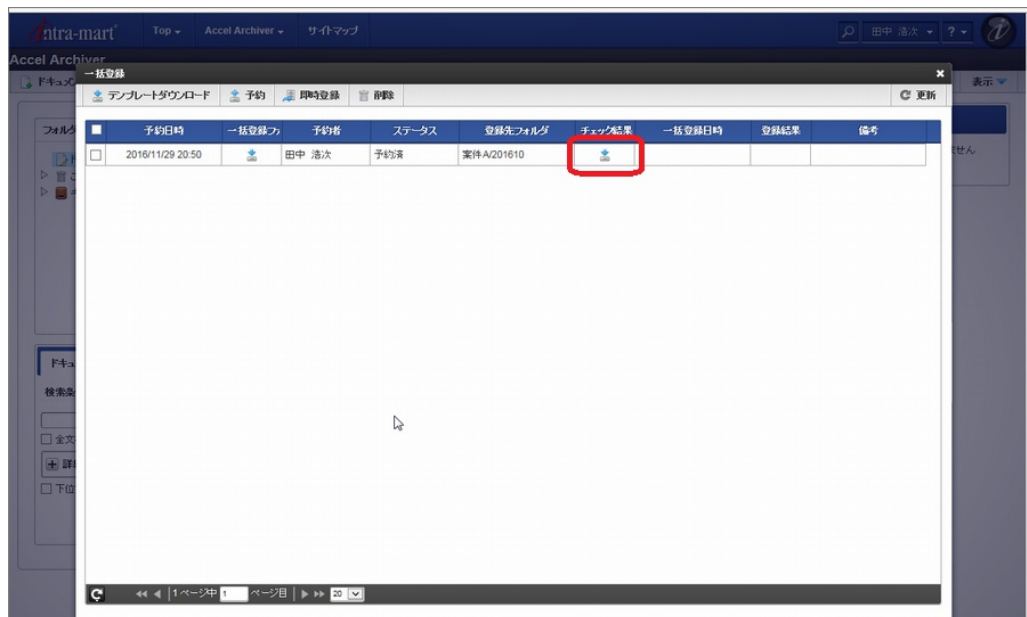 intra-mart Top Accel Archiver サイトマップ 田中 浩次 ?
Accel Archiver
一括登録
表示
テンプレートダウンロード 予約 即時登録 削除 更新
フォル
予約日時 一括登録ファ 予約者 ステータス 登録先フォルダ チェック結果 一括登録日時 登録結果 備考
2016/11/29 20:50 田中 浩次 予約済 案件A/201610
せん
ドキュ
検索条
全文
詳
下位
1 ページ中 1 ページ目 20